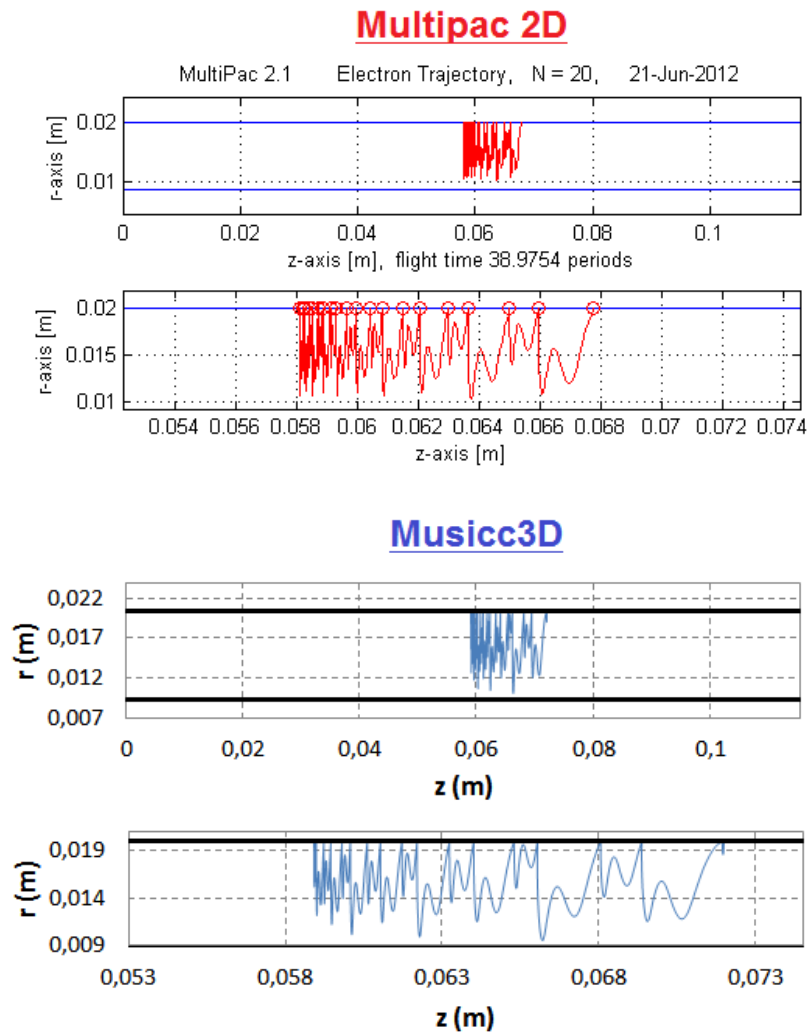 Multipac 2D
MultiPac 2.1 Electron Trajectory, N = 20, 21-Jun-2012
r-axis [m]
0.02
0.01
0 0.02 0.04 0.06 0.08 0.1
z-axis [m], flight time 38.9754 periods
r-axis [m]
0.02
0.015
0.01
0.054 0.056 0.058 0.06 0.062 0.064 0.066 0.068 0.07 0.072 0.074
z-axis [m]
Musicc3D
r (m)
0,022
0,017
0,012
0,007
0 0,02 0,04 0,06 0,08 0,1
z (m)
r (m)
0,019
0,014
0,009
0,053 0,058 0,063 0,068 0,073
z (m)